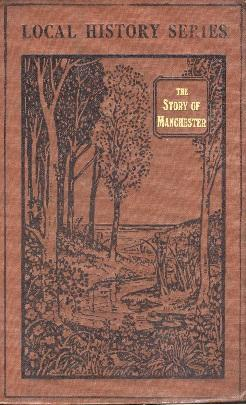 LOCAL HISTORY SERIES
THE
STORY OF
MANCHESTER